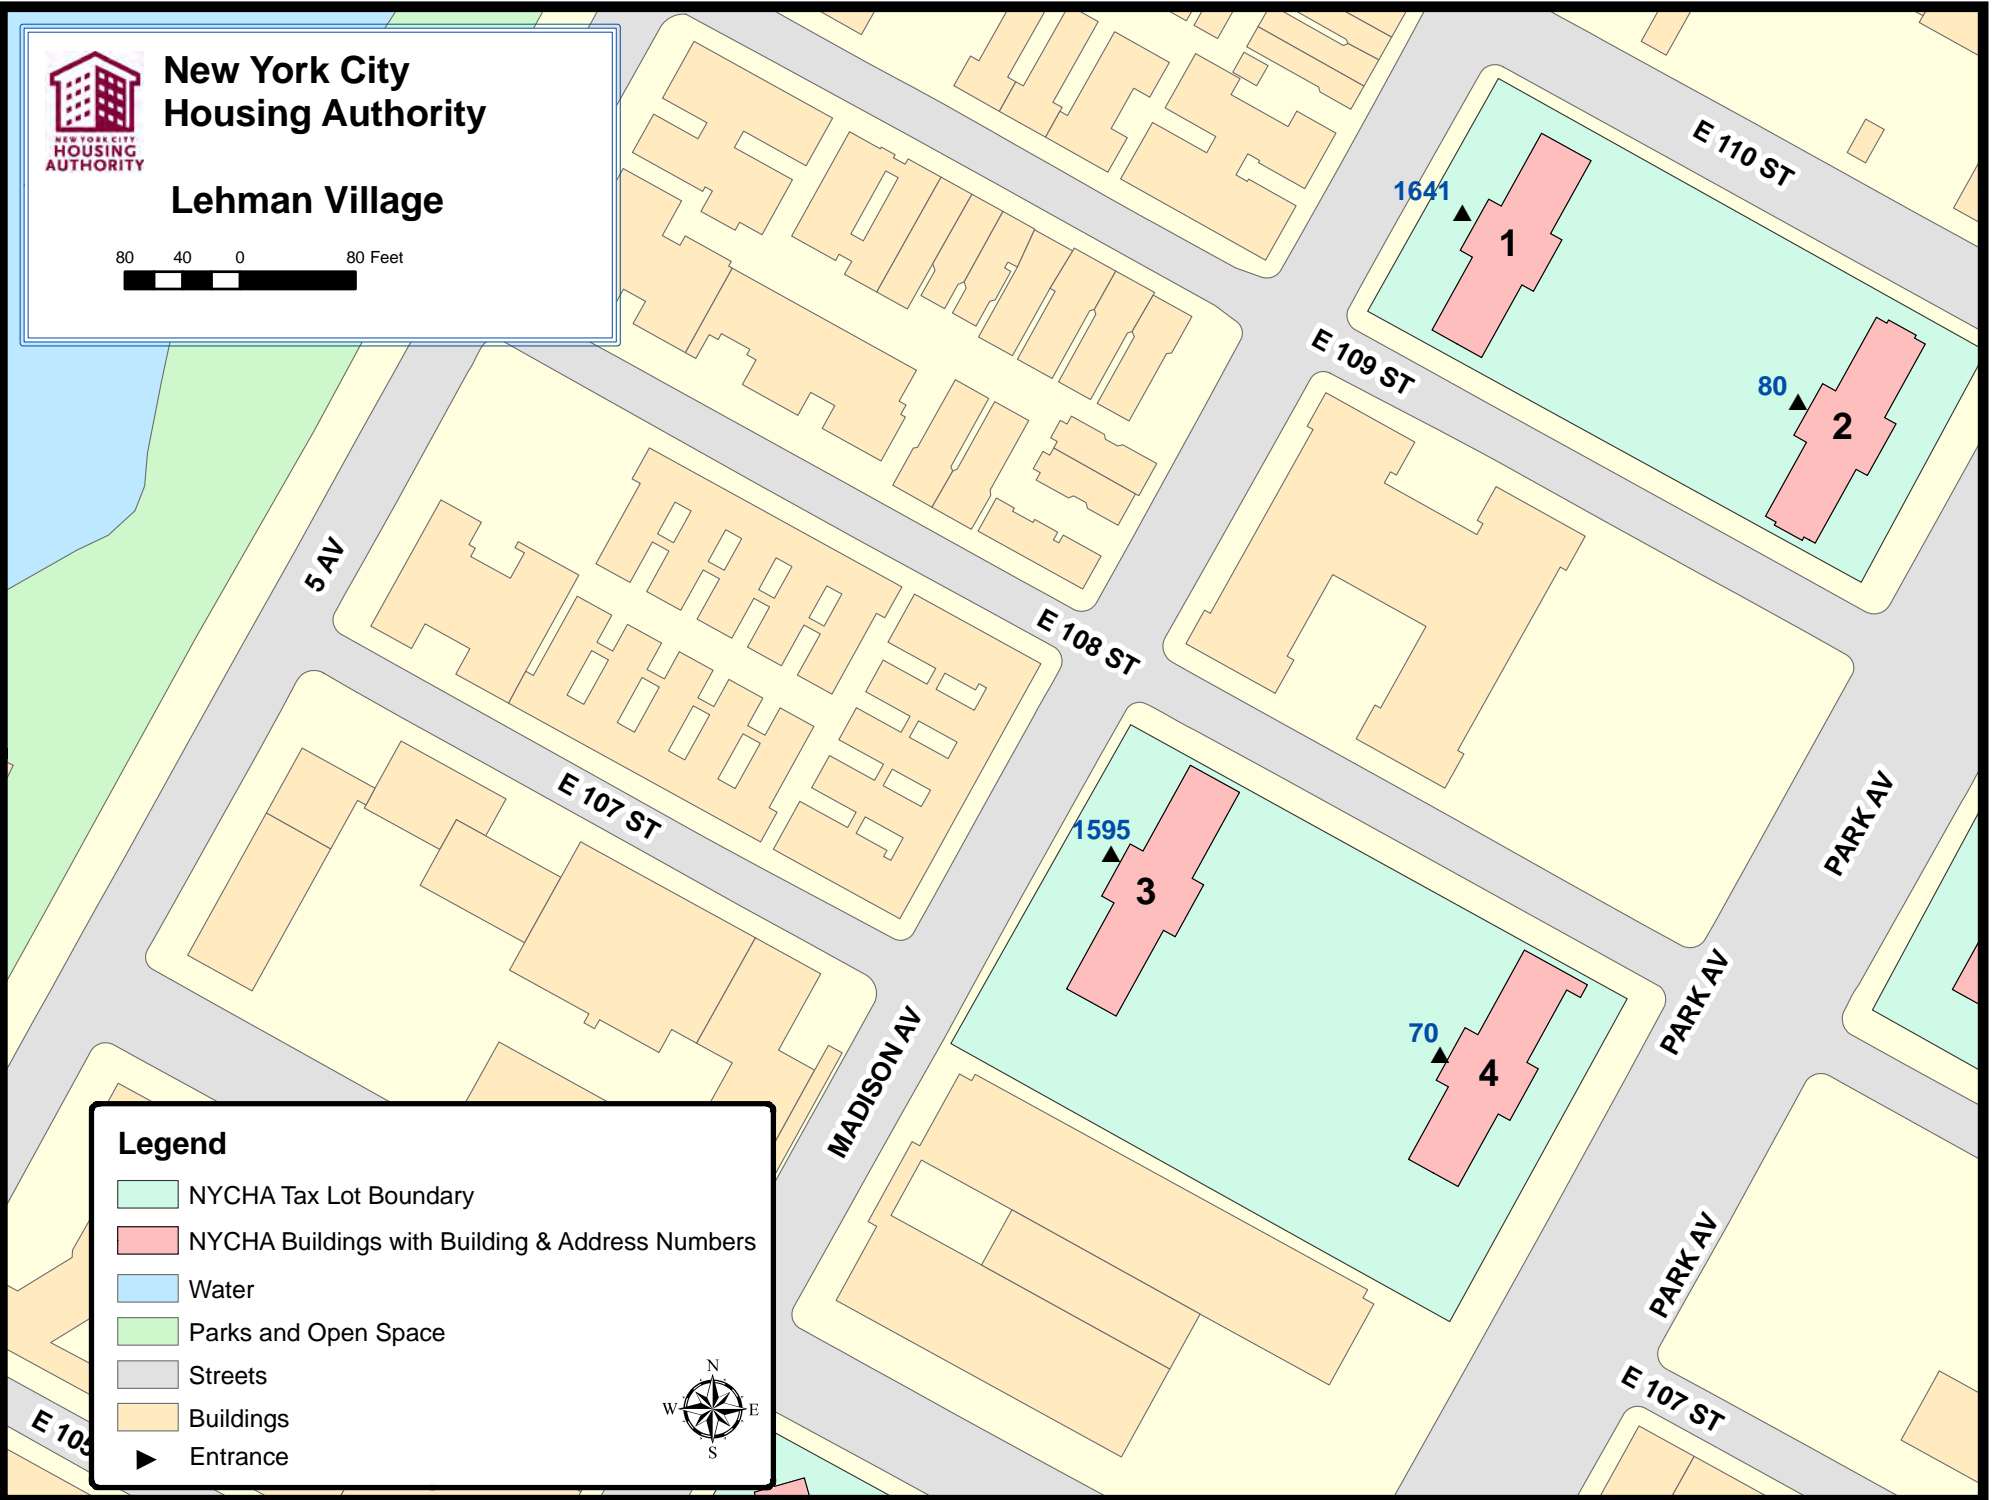 New York City
Housing Authority
NEW YORK CITY
HOUSING
AUTHORITY
Lehman Village
80 40 0 80 Feet
E 110 ST
1641
1
E 109 ST
80
2
5 AV
E 108 ST
E 107 ST
PARK AV
1595
3
PARK AV
70
4
MADISON AV
PARK AV
E 107 ST
E 105
Legend
NYCHA Tax Lot Boundary
NYCHA Buildings with Building & Address Numbers
Water
Parks and Open Space
Streets
Buildings
Entrance
N
W E
S